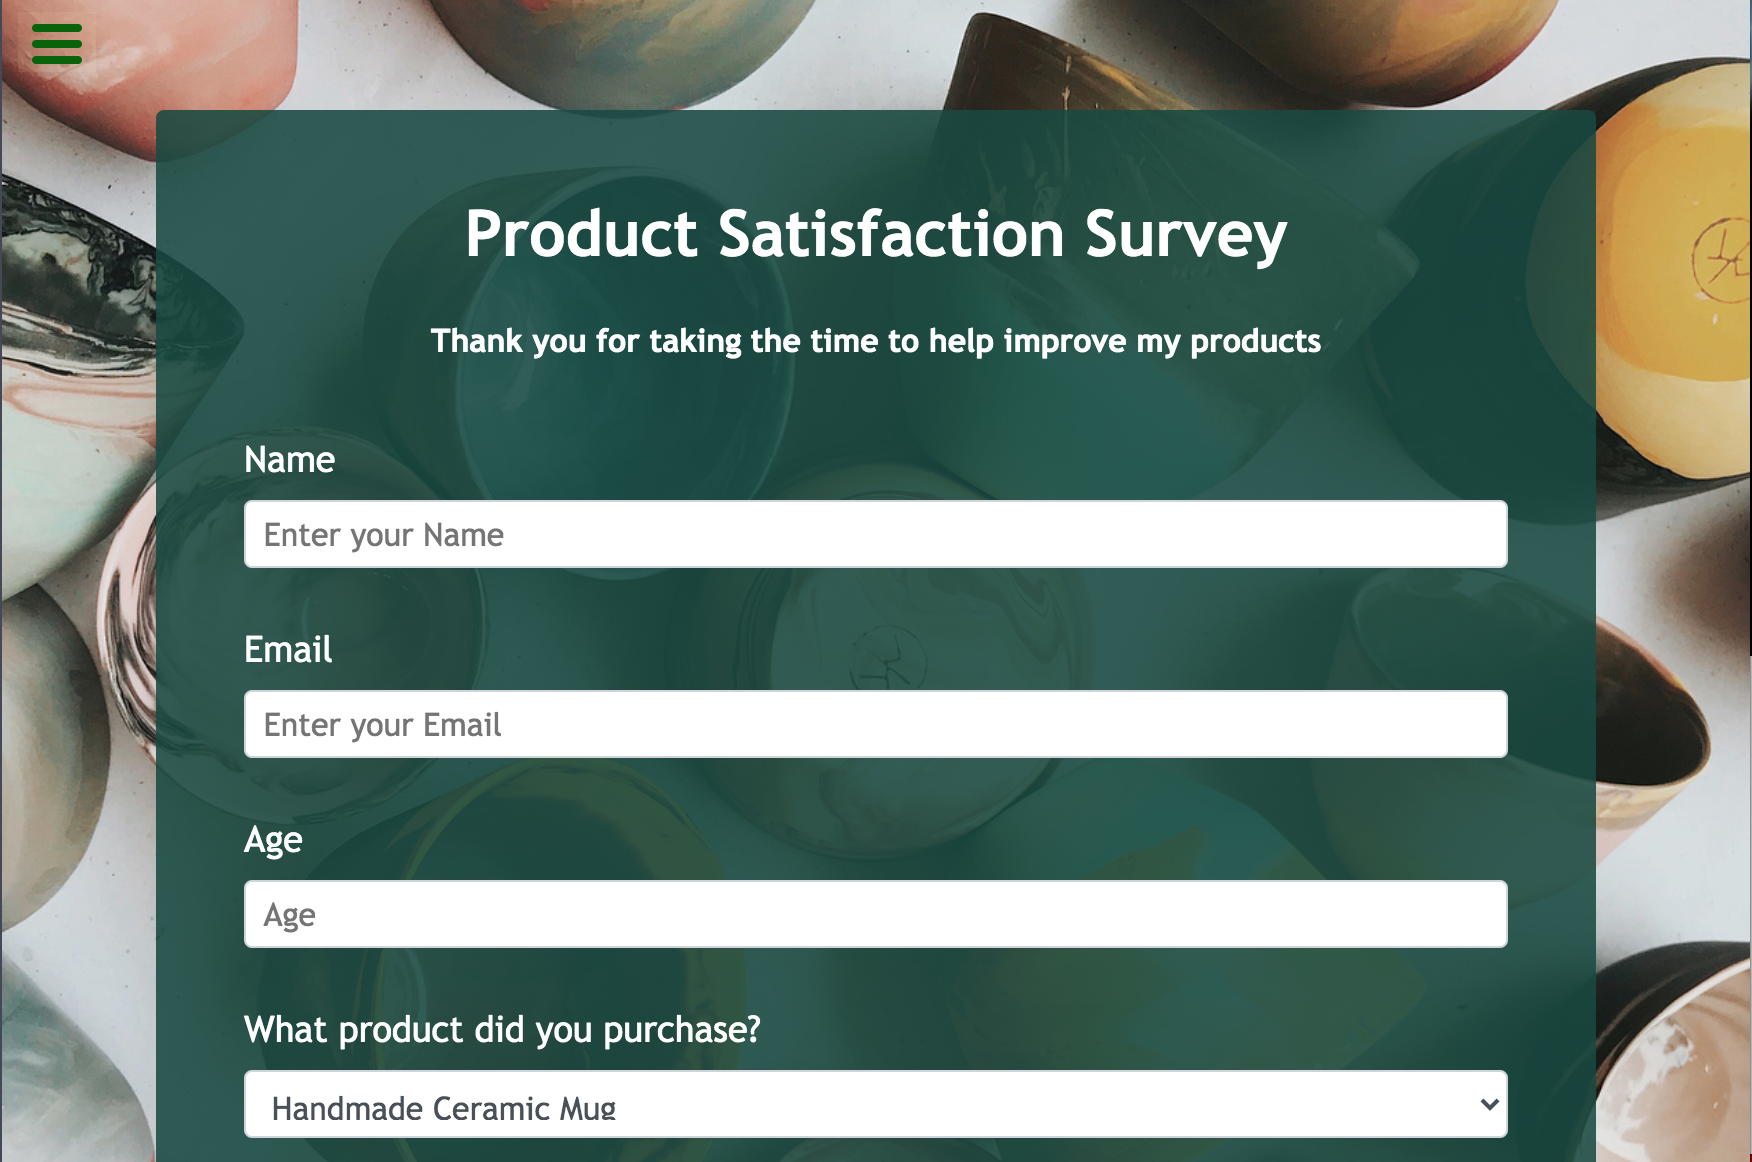 Product Satisfaction Survey
Thank you for taking the time to help improve my products
Name
Enter your Name
Email
Enter your Email
Age
Age
What product did you purchase?
Handmade Ceramic Mug